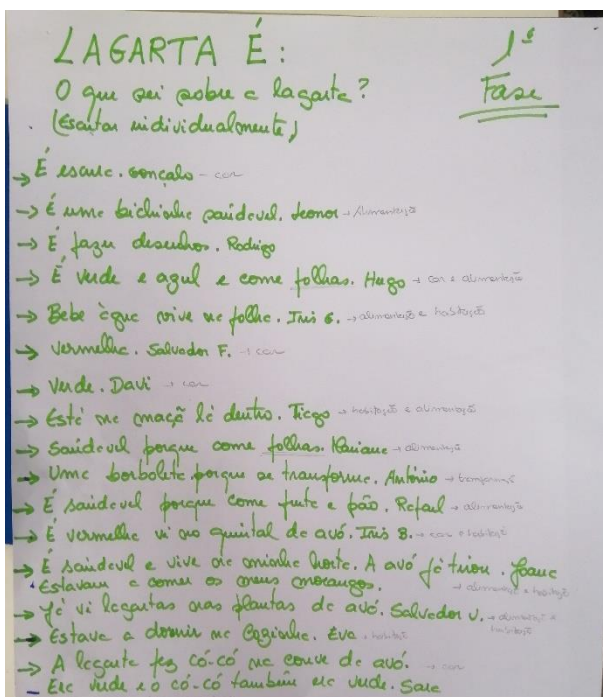 LAGARTA É:
1ª Fase
O que sei sobre a lagarta?
(Escutar individualmente)
→ É escura. Gonçalo - cor
→ É uma bichinha saudável. Leonor → Alimentação
→ É fazer desenhos. Rodrigo
→ É verde e azul e come folhas. Hugo → cor e alimentação
→ Bebe água vive na folha. Inis G. → alimentação e habitação
→ Vermelha. Salvador F. → cor
→ Verde. Davi → cor
→ Está na maçã lá dentro. Tiago → habitação e alimentação
→ Saudável porque come folhas. → alimentação
→ Uma borboleta porque se transforma. António → transformação
→ É saudável porque come fruta e pão. Rafael → alimentação
→ É vermelha vi no quintal da avó. Inis B. → cor e habitação
→ É saudável e vive na minha horta. A avó já tirou. Joana
Estavam a comer os meus morangos. → alimentação e habitação
→ Já vi lagartas nas plantas da avó. Salvador V. → alimentação e habitação
→ Estava a dormir na cozinha. Eva → habitação
→ A lagarta fez có-có na couve da avó. → cor
Era verde e o có-có também era verde. Sara